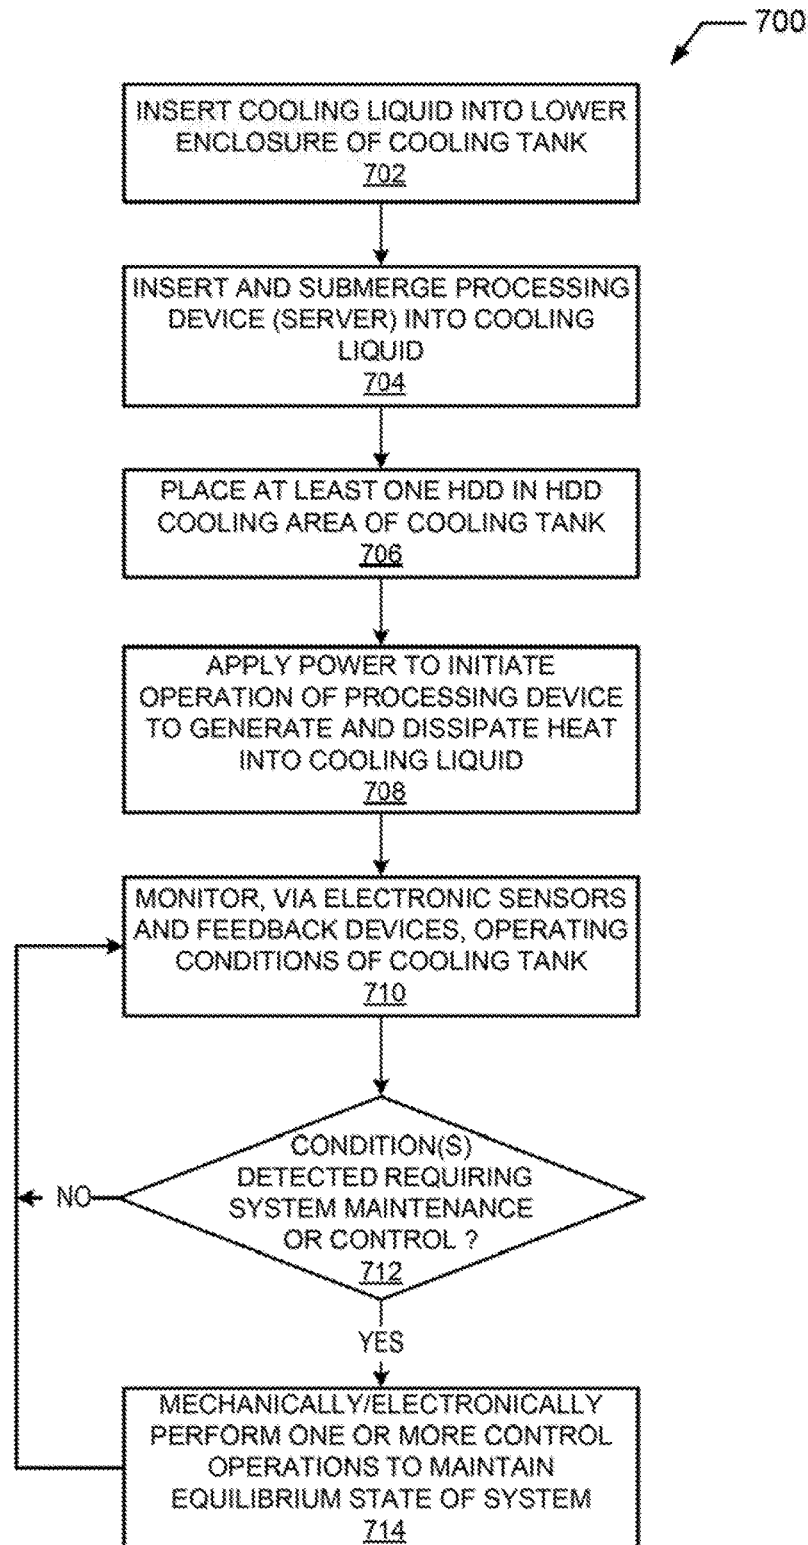 700
INSERT COOLING LIQUID INTO LOWER
ENCLOSURE OF COOLING TANK
702
INSERT AND SUBMERGE PROCESSING
DEVICE (SERVER) INTO COOLING
LIQUID
704
PLACE AT LEAST ONE HDD IN HDD
COOLING AREA OF COOLING TANK
706
APPLY POWER TO INITIATE
OPERATION OF PROCESSING DEVICE
TO GENERATE AND DISSIPATE HEAT
INTO COOLING LIQUID
708
MONITOR, VIA ELECTRONIC SENSORS
AND FEEDBACK DEVICES, OPERATING
CONDITIONS OF COOLING TANK
710
CONDITION(S)
DETECTED REQUIRING
SYSTEM MAINTENANCE
OR CONTROL ?
712
NO
YES
MECHANICALLY/ELECTRONICALLY
PERFORM ONE OR MORE CONTROL
OPERATIONS TO MAINTAIN
EQUILIBRIUM STATE OF SYSTEM
714